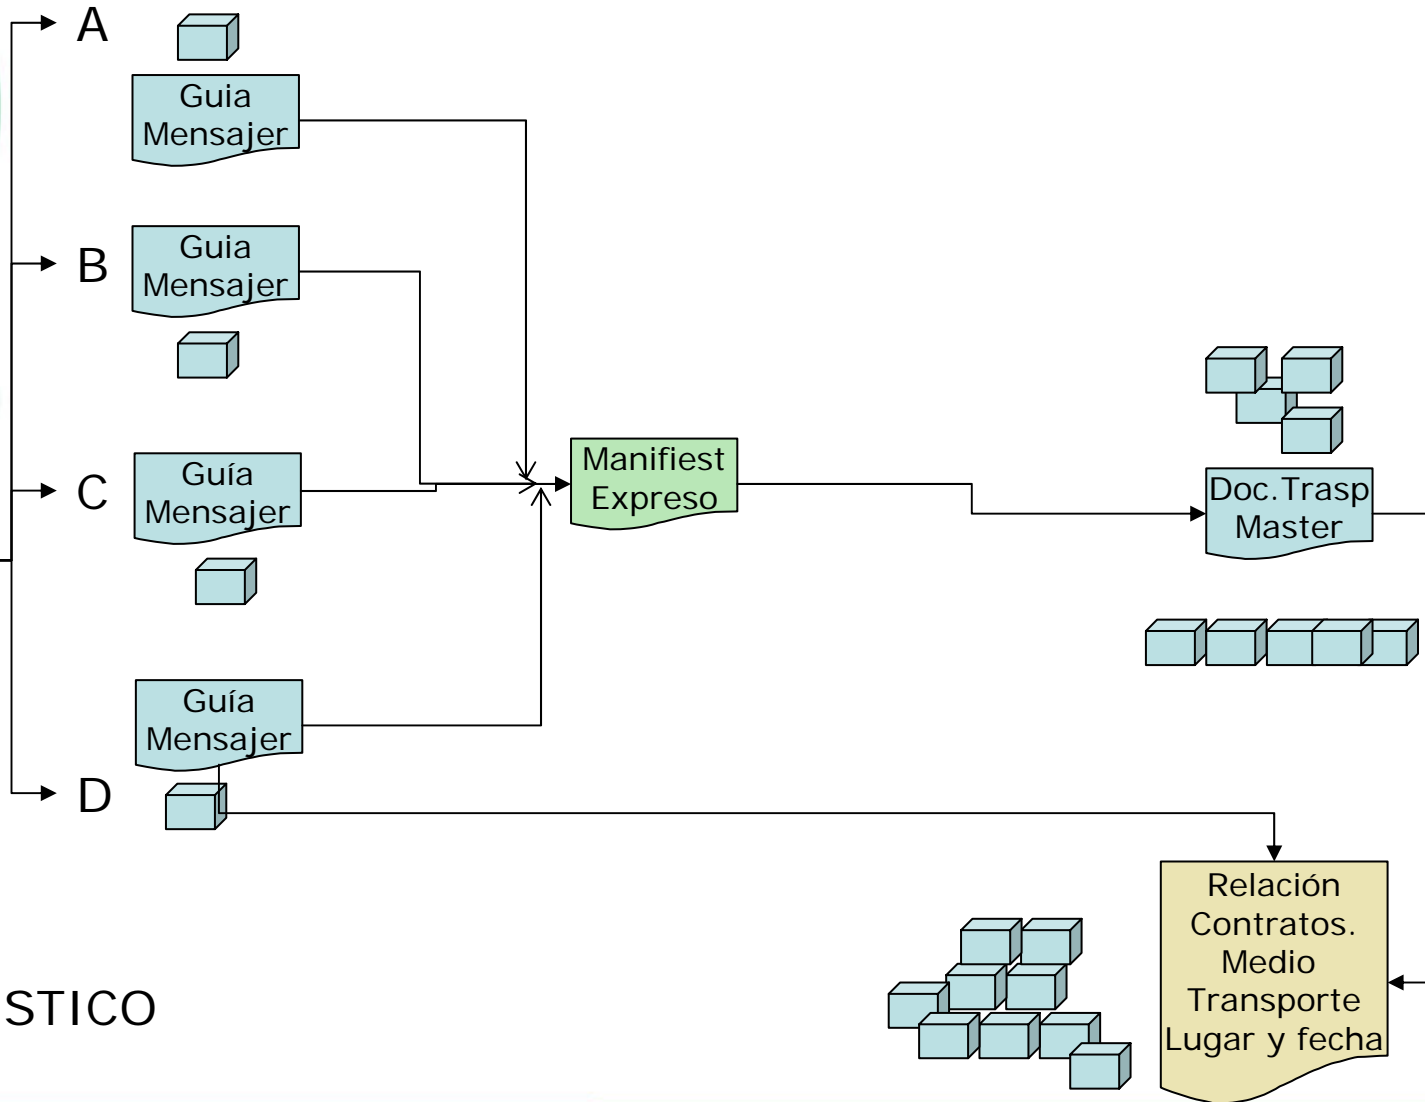 A
Guia
Mensajer
B
Guia
Mensajer
C
Guía
Mensajer
Manifiest
Expreso
Doc.Trasp
Master
Guía
Mensajer
D
Relación
Contratos.
Medio
Transporte
Lugar y fecha
STICO